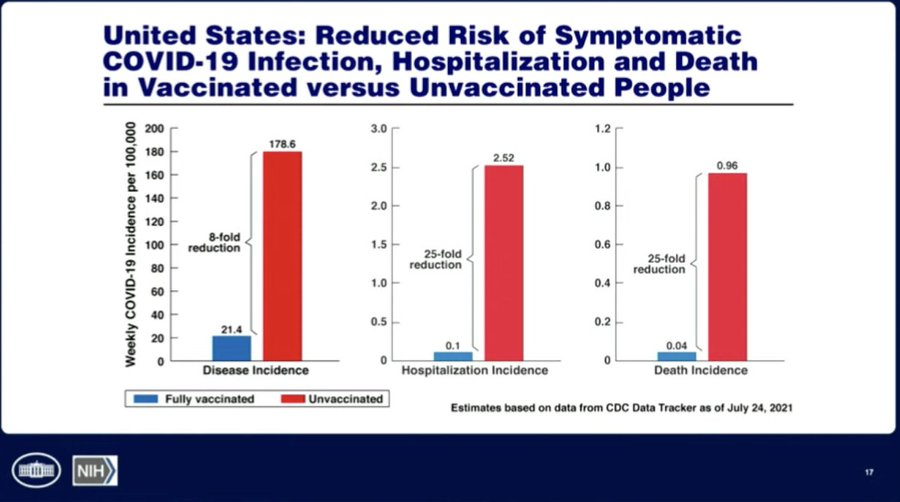 United States: Reduced Risk of Symptomatic
COVID-19 Infection, Hospitalization and Death
in Vaccinated versus Unvaccinated People
Weekly COVID-19 Incidence per 100,000
200
180
160
140
120
100
80
60
40
20
0
178.6
8-fold
reduction
21.4
Disease Incidence
3.0
2.5
2.0
1.5
1.0
0.5
0
2.52
25-fold
reduction
0.1
Hospitalization Incidence
1.2
1.0
0.8
0.6
0.4
0.2
0
0.96
25-fold
reduction
0.04
Death Incidence
Fully vaccinated
Unvaccinated
Estimates based on data from CDC Data Tracker as of July 24, 2021
NIH
17